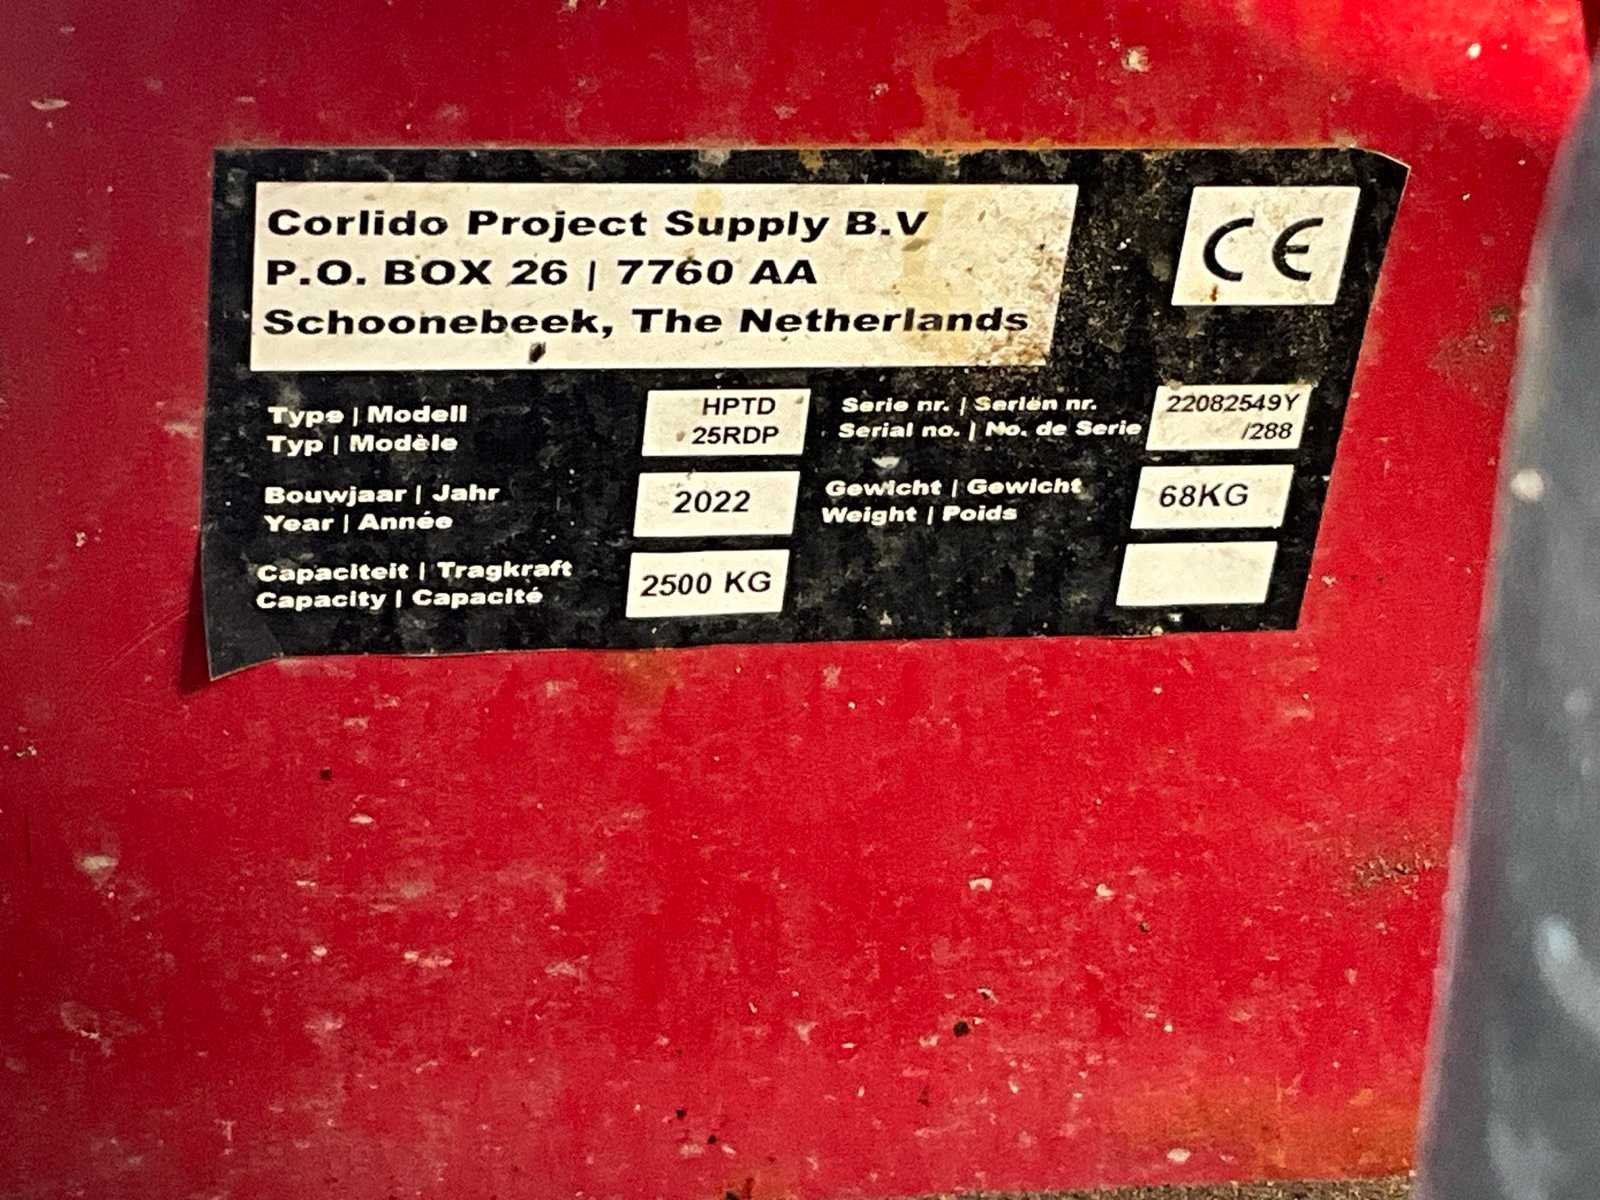 Corlido Project Supply B.V
P.O. BOX 26 | 7760 AA
Schoonebeek, The Netherlands
CE
Type | Modell
Typ | Modèle
HPTD
25RDP
Serie nr. | Serien nr.
Serial no. | No. de Serie
22082549Y
/288
Bouwjaar | Jahr
Year | Année
2022
Gewicht | Gewicht
Weight | Poids
68KG
Capaciteit | Tragkraft
Capacity | Capacité
2500 KG